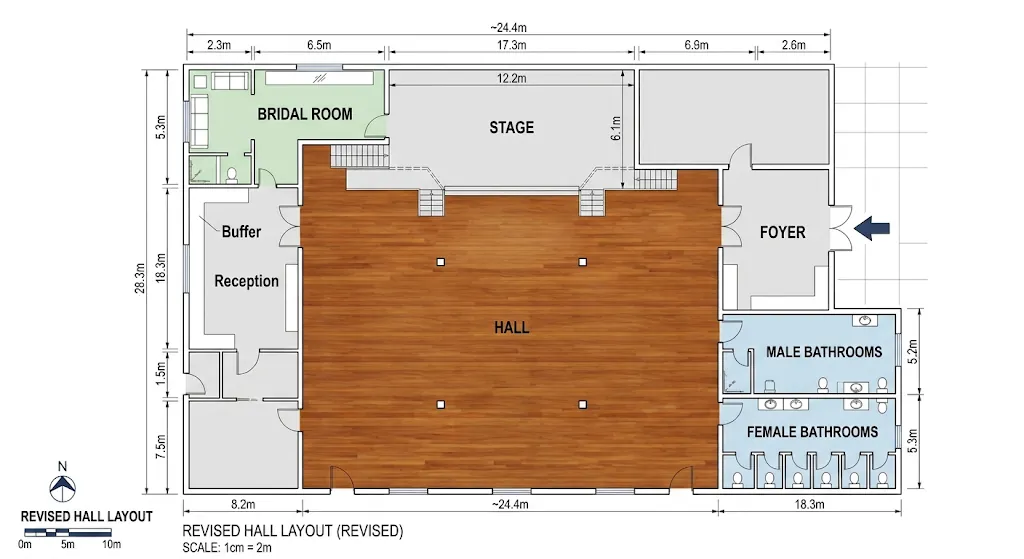 ~24.4m
2.3m
6.5m
17.3m
6.9m
2.6m
12.2m
BRIDAL ROOM
STAGE
6.1m
5.3m
Buffer
Reception
FOYER
18.3m
28.3m
HALL
MALE BATHROOMS
5.2m
1.5m
FEMALE BATHROOMS
5.3m
7.5m
N
8.2m
~24.4m
18.3m
REVISED HALL LAYOUT
0m
5m
10m
REVISED HALL LAYOUT (REVISED)
SCALE: 1cm = 2m